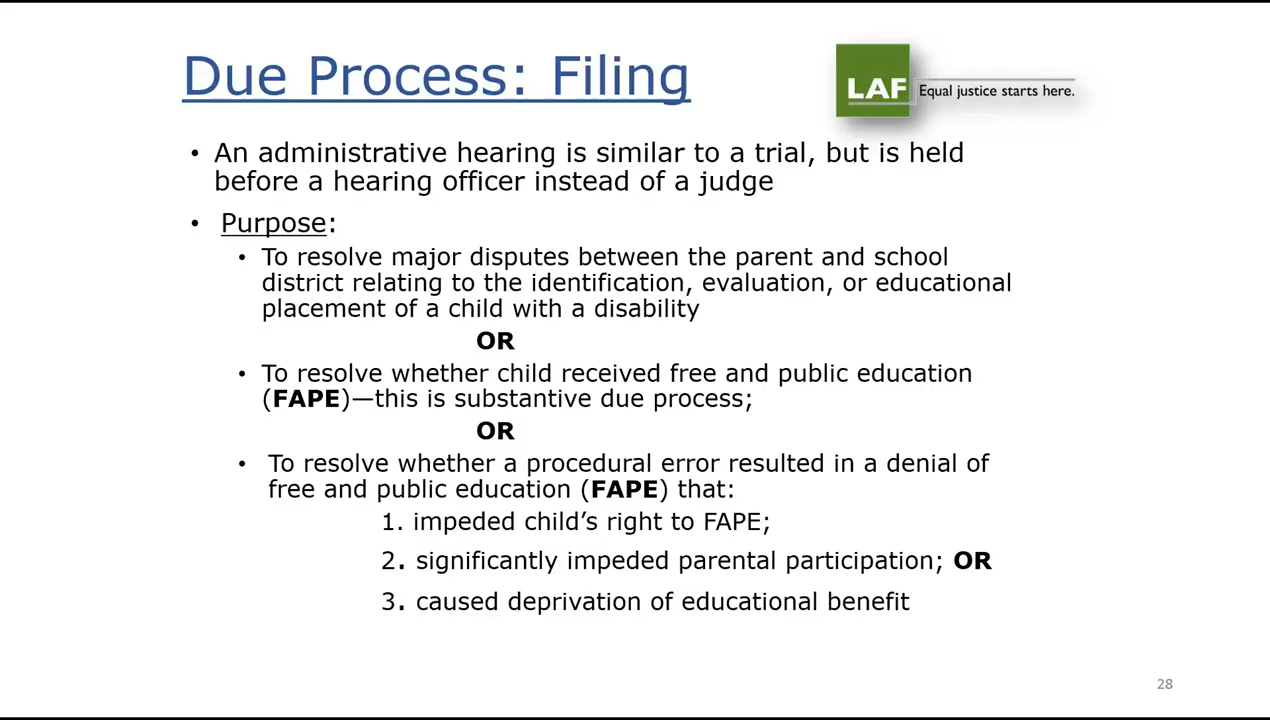 Due Process: Filing
LAF
Equal justice starts here.
• An administrative hearing is similar to a trial, but is held
before a hearing officer instead of a judge
• Purpose:
• To resolve major disputes between the parent and school
district relating to the identification, evaluation, or educational
placement of a child with a disability
OR
• To resolve whether child received free and public education
(FAPE)—this is substantive due process;
OR
• To resolve whether a procedural error resulted in a denial of
free and public education (FAPE) that:
1. impeded child’s right to FAPE;
2. significantly impeded parental participation; OR
3. caused deprivation of educational benefit
28